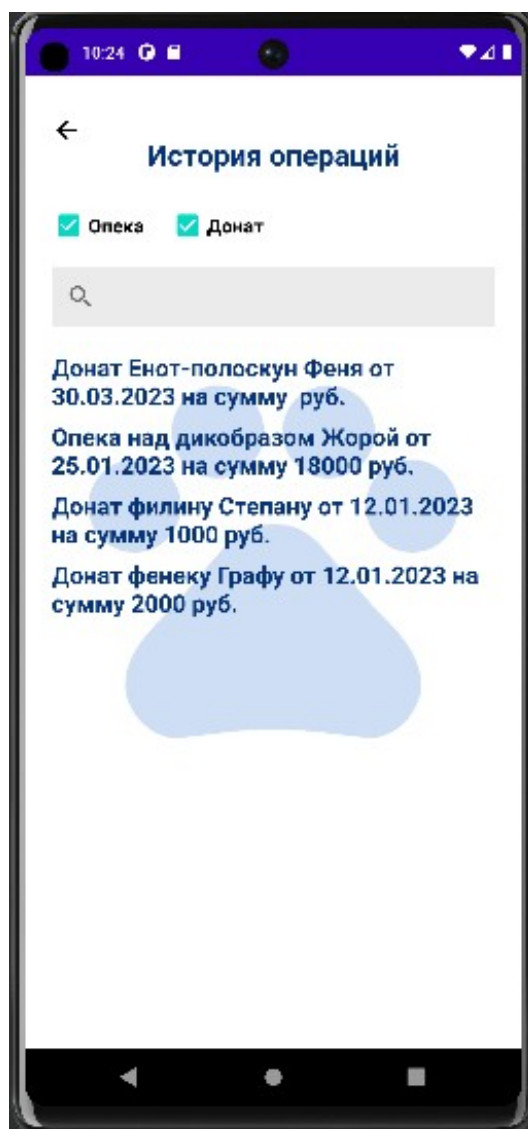 10:24
История операций
Опека Донат
Донат Енот-полоскун Феня от
30.03.2023 на сумму  руб.
Опека над дикобразом Жорой от
25.01.2023 на сумму 18000 руб.
Донат филину Степану от 12.01.2023
на сумму 1000 руб.
Донат фенеку Графу от 12.01.2023 на
сумму 2000 руб.